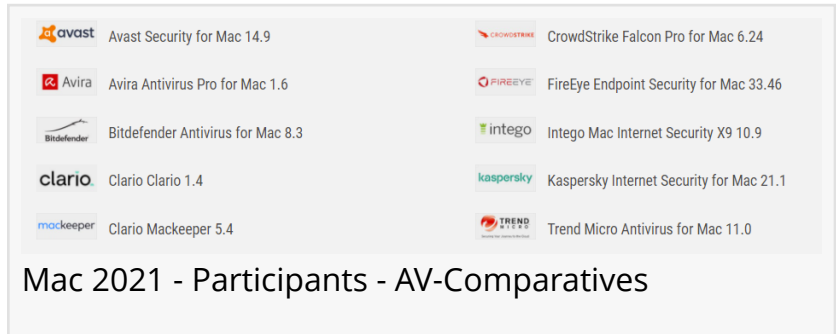 avast Avast Security for Mac 14.9
Avira Avira Antivirus Pro for Mac 1.6
Bitdefender Bitdefender Antivirus for Mac 8.3
clario. Clario Clario 1.4
mackeeper Clario Mackeeper 5.4
CROWDSTRIKE CrowdStrike Falcon Pro for Mac 6.24
FIREEYE FireEye Endpoint Security for Mac 33.46
intego Intego Mac Internet Security X9 10.9
kaspersky Kaspersky Internet Security for Mac 21.1
TREND MICRO Trend Micro Antivirus for Mac 11.0
Mac 2021 - Participants - AV-Comparatives